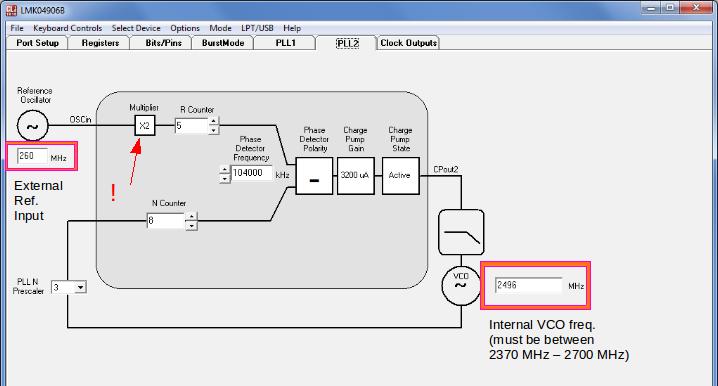 LMK04906B
File Keyboard Controls Select Device Options Mode LPT/USB Help
Port Setup Registers Bits/Pins BurstMode PLL1 PLL2 Clock Outputs
Reference
Oscillator
~
OSCin
260 MHz
External
Ref.
Input
Multiplier
X2
!
R Counter
5
Phase
Detector
Frequency
104000 kHz
Phase
Detector
Polarity
-
Charge
Pump
Gain
3200 uA
Charge
Pump
State
Active
CPout2
N Counter
8
PLL N
Prescaler
3
VCO
~
2496 MHz
Internal VCO freq.
(must be between
2370 MHz – 2700 MHz)